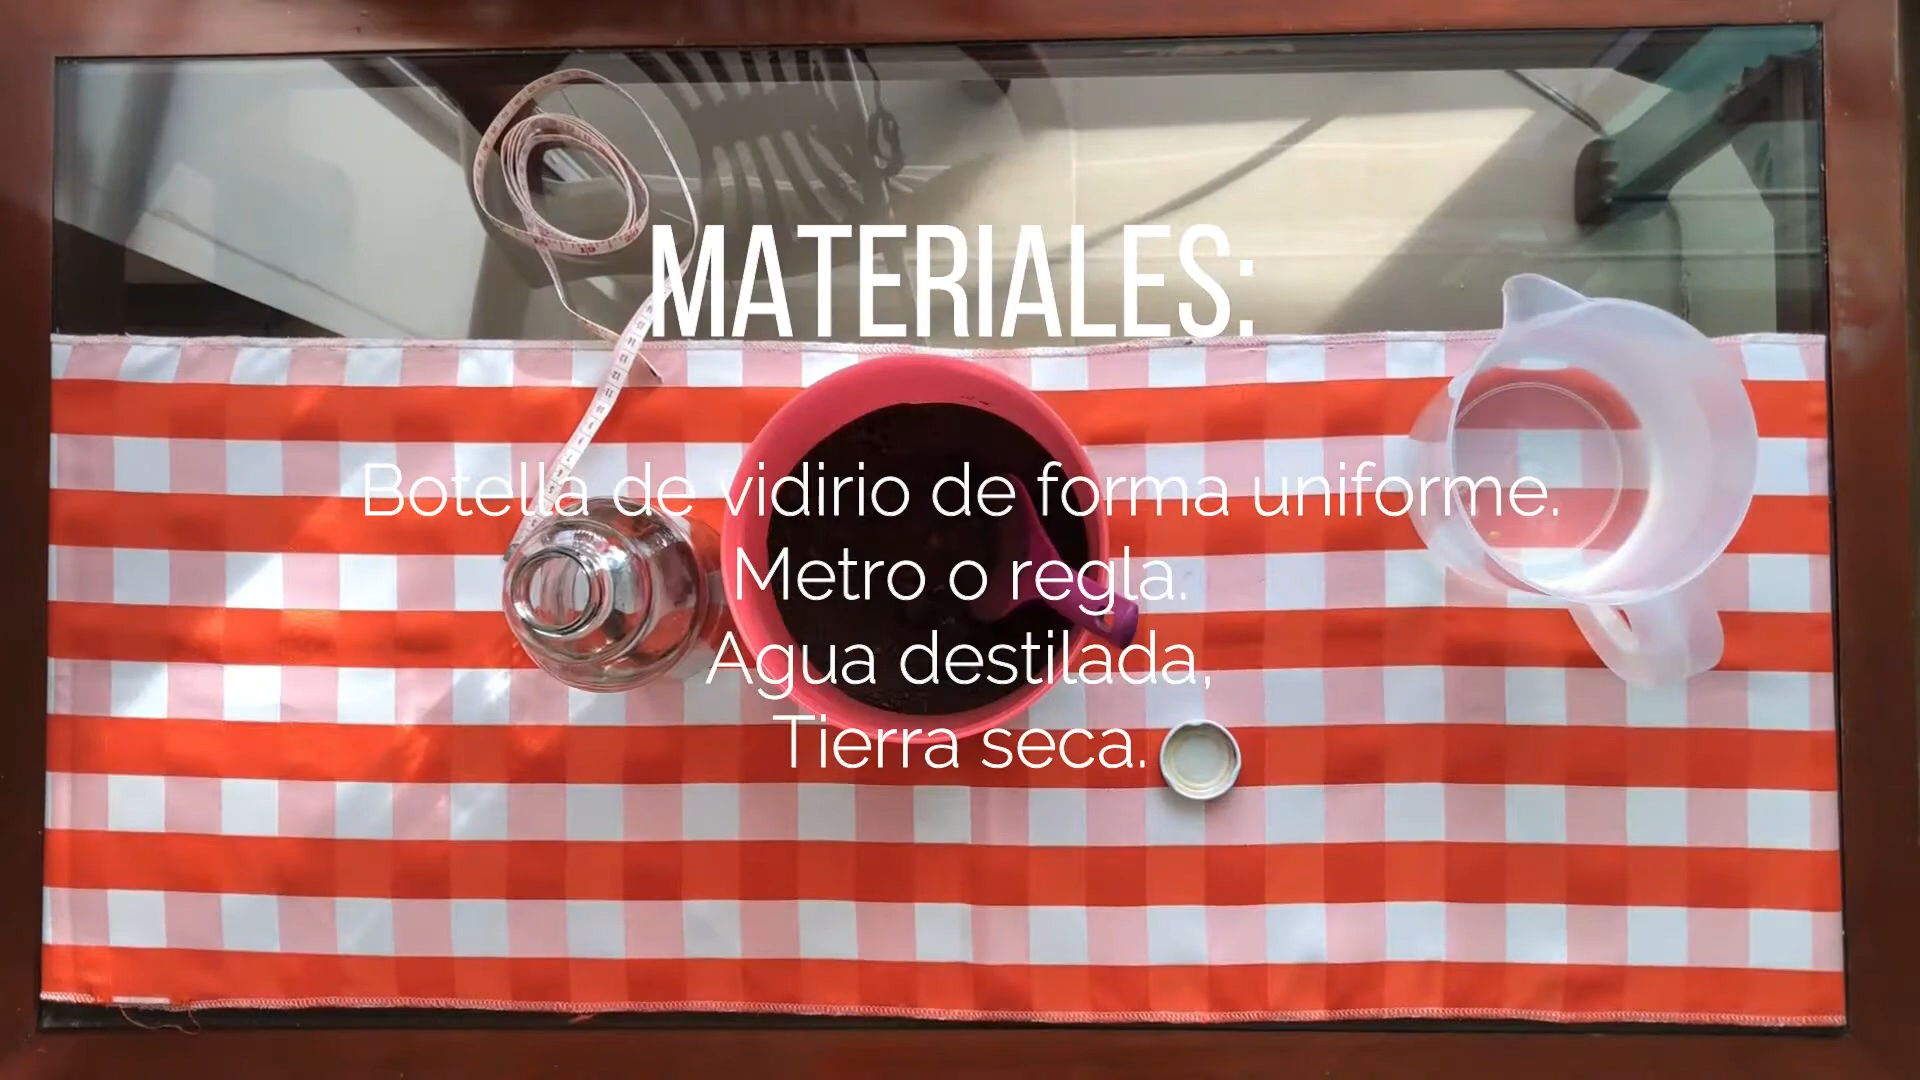 MATERIALES:
Botella de vidirio de forma uniforme.
Metro o regla.
Agua destilada,
Tierra seca.